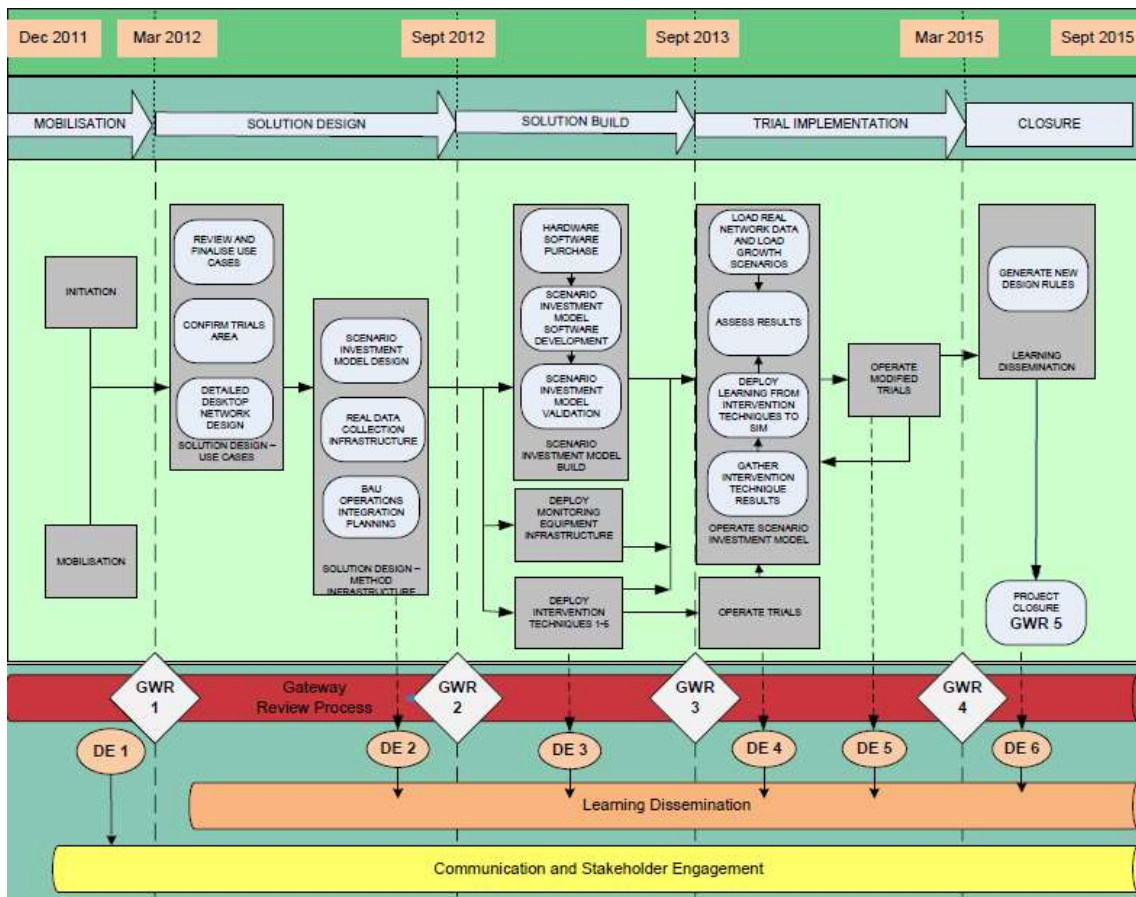 Dec 2011
Mar 2012
Sept 2012
Sept 2013
Mar 2015
Sept 2015
MOBILISATION
SOLUTION DESIGN
SOLUTION BUILD
TRIAL IMPLEMENTATION
CLOSURE
INITIATION
MOBILISATION
REVIEW AND
FINALISE USE
CASES
CONFIRM TRIALS
AREA
DETAILED
DESKTOP
NETWORK
DESIGN
SOLUTION DESIGN –
USE CASES
SCENARIO
INVESTMENT
MODEL DESIGN
REAL DATA
COLLECTION
INFRASTRUCTURE
BAU
OPERATIONS
INTEGRATION
PLANNING
SOLUTION DESIGN –
METHOD
INFRASTRUCTURE
HARDWARE
SOFTWARE
PURCHASE
SCENARIO
INVESTMENT
MODEL
SOFTWARE
DEVELOPMENT
SCENARIO
INVESTMENT
MODEL
VALIDATION
SCENARIO
INVESTMENT MODEL
BUILD
DEPLOY
MONITORING
EQUIPMENT
INFRASTRUCTURE
DEPLOY
INTERVENTION
TECHNIQUES 1-6
LOAD REAL
NETWORK DATA
AND LOAD
GROWTH
SCENARIOS
ASSESS RESULTS
DEPLOY
LEARNING FROM
INTERVENTION
TECHNIQUES TO
SIM
GATHER
INTERVENTION
TECHNIQUE
RESULTS
OPERATE SCENARIO
INVESTMENT MODEL
OPERATE TRIALS
OPERATE
MODIFIED
TRIALS
GENERATE NEW
DESIGN RULES
LEARNING
DISSEMINATION
PROJECT
CLOSURE
GWR 5
GWR
1
Gateway
Review Process
GWR
2
GWR
3
GWR
4
DE 1
DE 2
DE 3
DE 4
DE 5
DE 6
Learning Dissemination
Communication and Stakeholder Engagement